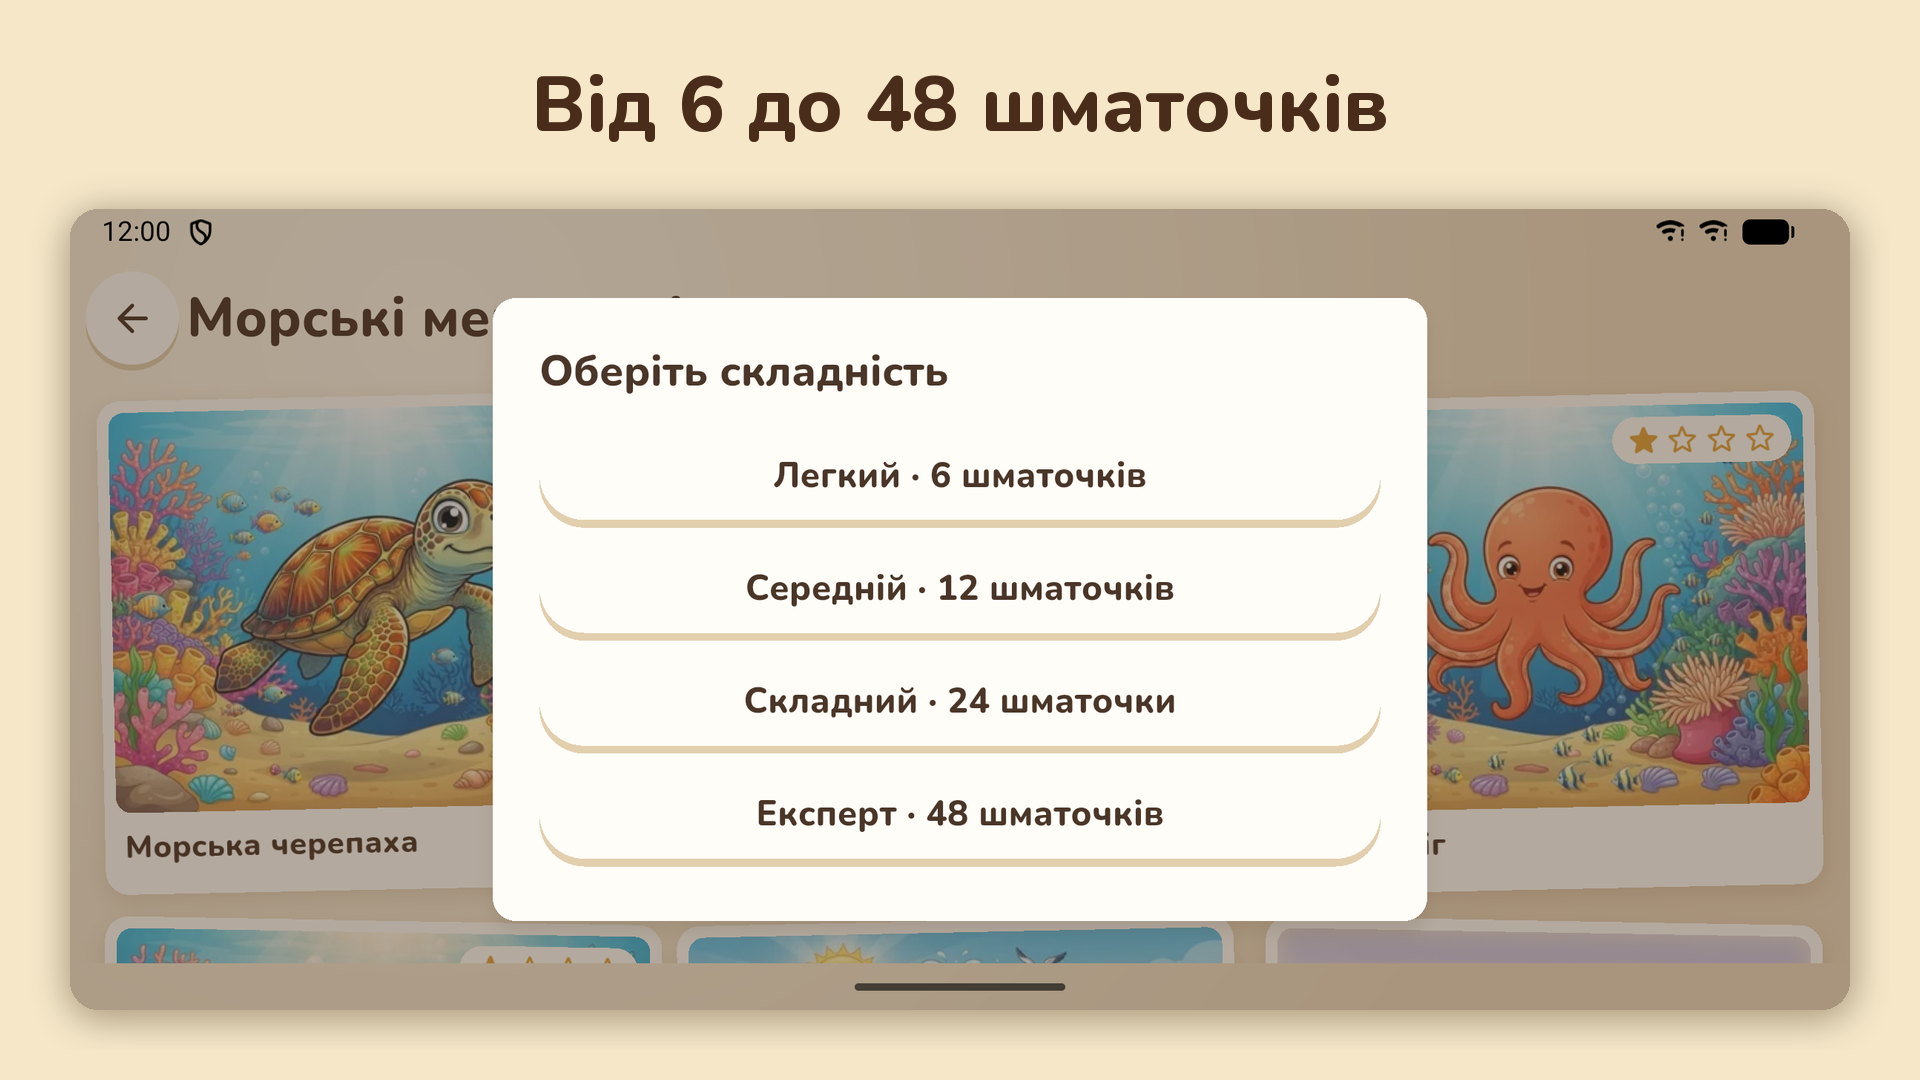 Від 6 до 48 шматочків
12:00
Морські
Оберіть складність
Легкий · 6 шматочків
Середній · 12 шматочків
Складний · 24 шматочки
Експерт · 48 шматочків
Морська черепаха